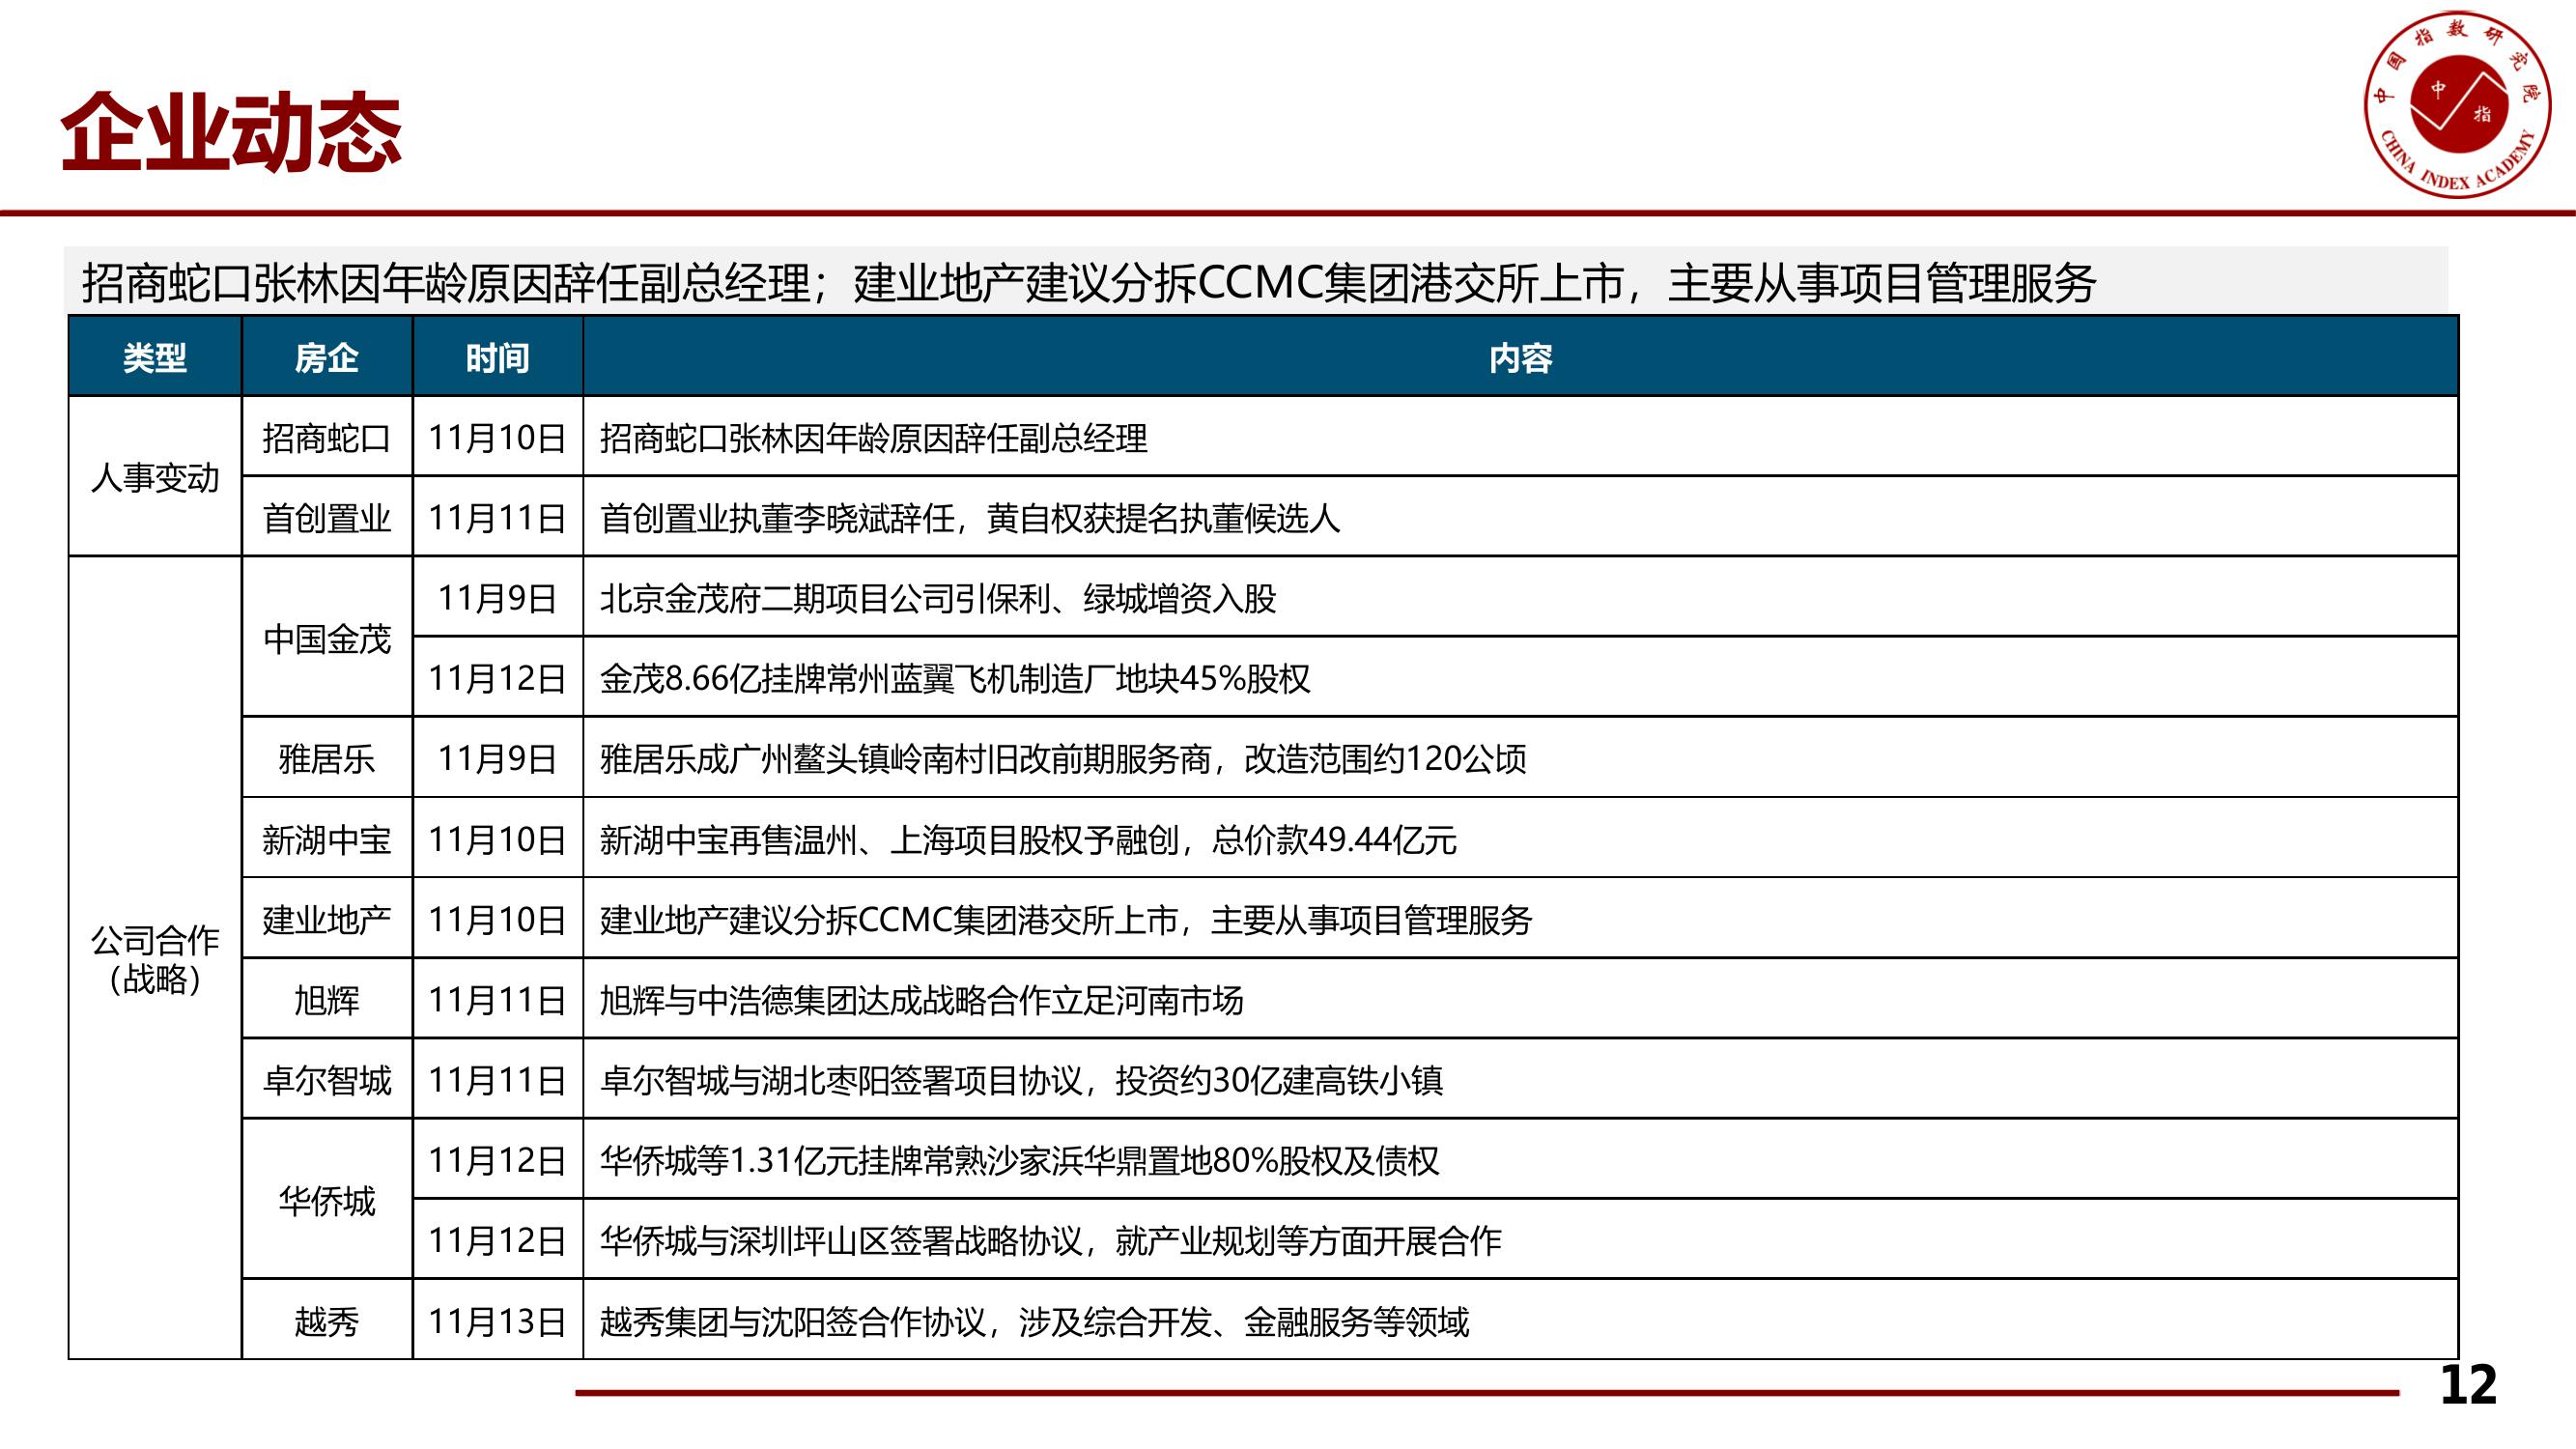 中国指数研究院
中 指
CHINA INDEX ACADEMY
企业动态
招商蛇口张林因年龄原因辞任副总经理；建业地产建议分拆CCMC集团港交所上市，主要从事项目管理服务
类型 房企 时间 内容
人事变动 招商蛇口 11月10日 招商蛇口张林因年龄原因辞任副总经理
首创置业 11月11日 首创置业执董李晓斌辞任，黄自权获提名执董候选人
公司合作
（战略）
中国金茂 11月9日 北京金茂府二期项目公司引保利、绿城增资入股
11月12日 金茂8.66亿挂牌常州蓝翼飞机制造厂地块45%股权
雅居乐 11月9日 雅居乐成广州鳌头镇岭南村旧改前期服务商，改造范围约120公顷
新湖中宝 11月10日 新湖中宝再售温州、上海项目股权予融创，总价款49.44亿元
建业地产 11月10日 建业地产建议分拆CCMC集团港交所上市，主要从事项目管理服务
旭辉 11月11日 旭辉与中浩德集团达成战略合作立足河南市场
卓尔智城 11月11日 卓尔智城与湖北枣阳签署项目协议，投资约30亿建高铁小镇
华侨城 11月12日 华侨城等1.31亿元挂牌常熟沙家浜华鼎置地80%股权及债权
11月12日 华侨城与深圳坪山区签署战略协议，就产业规划等方面开展合作
越秀 11月13日 越秀集团与沈阳签合作协议，涉及综合开发、金融服务等领域
12